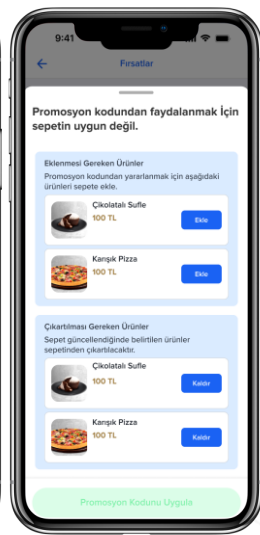 9:41
Fırsatlar
Promosyon kodundan faydalanmak İçin
sepetin uygun değil.
Eklenmesi Gereken Ürünler
Promosyon kodundan yararlanmak için aşağıdaki
ürünleri sepete ekle.
Çikolatalı Sufle
100 TL
Ekle
Karışık Pizza
100 TL
Ekle
Çıkartılması Gereken Ürünler
Sepet güncellendiğinde belirtilen ürünler
sepetinden çıkartılacaktır.
Çikolatalı Sufle
100 TL
Kaldır
Karışık Pizza
100 TL
Kaldır
Promosyon Kodunu Uygula